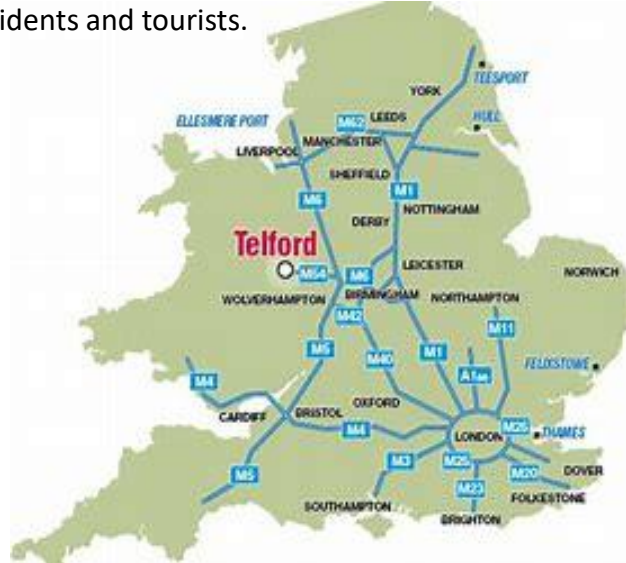 idents and tourists.
TEESPORT
YORK
ELLESMERE PORT
M62
LEEDS
HULL
MANCHESTER
LIVERPOOL
SHEFFIELD
M1
M6
NOTTINGHAM
DERBY
Telford
LEICESTER
M54
M6
NORWICH
BIRMINGHAM
WOLVERHAMPTON
NORTHAMPTON
M42
M11
M5
M40
M1
FELIXSTOWE
A1(M)
M4
OXFORD
CARDIFF
BRISTOL
M4
M25
THAMES
LONDON
M3
M25
DOVER
M5
M20
M23
FOLKESTONE
SOUTHAMPTON
BRIGHTON